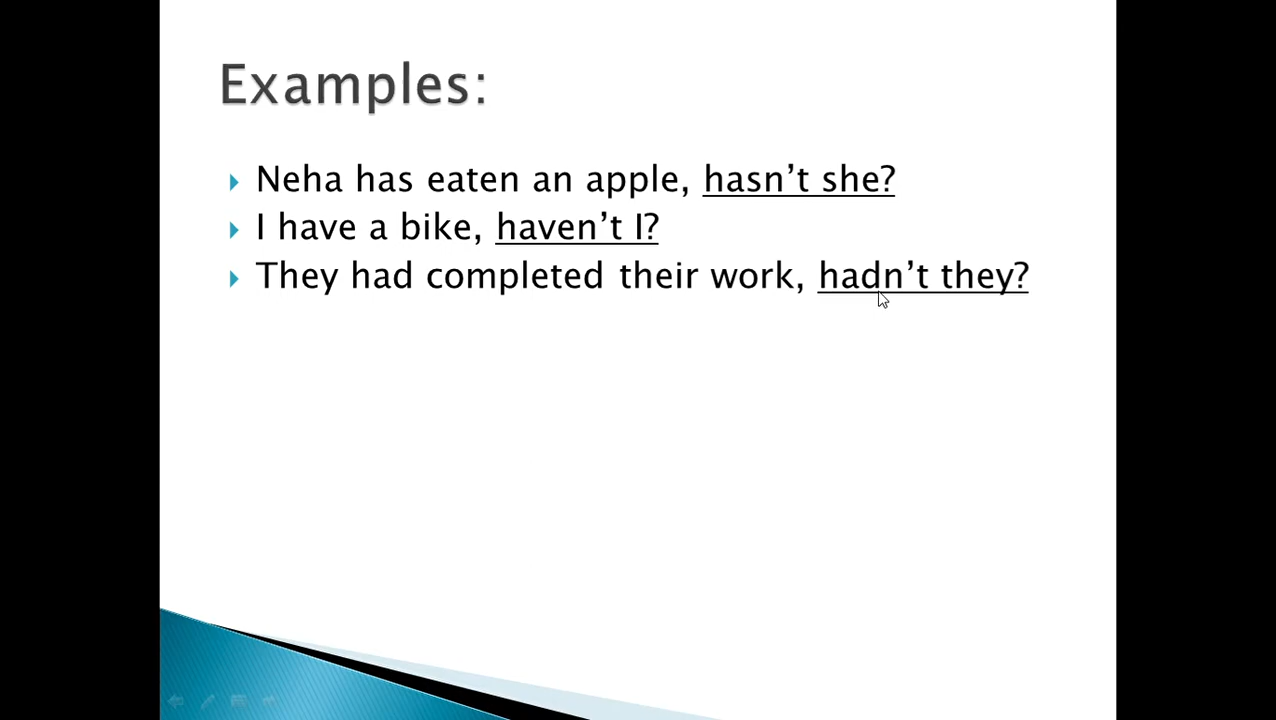 Examples:
Neha has eaten an apple, hasn’t she?
I have a bike, haven’t I?
They had completed their work, hadn’t they?